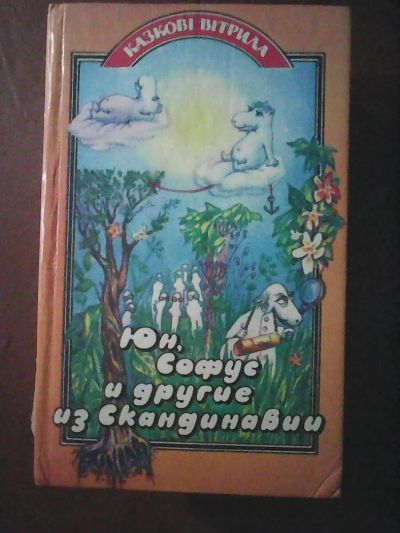 КАЗКОВІ ВІТРИЛА
Юн,
Софус
и другие
из Скандинавии